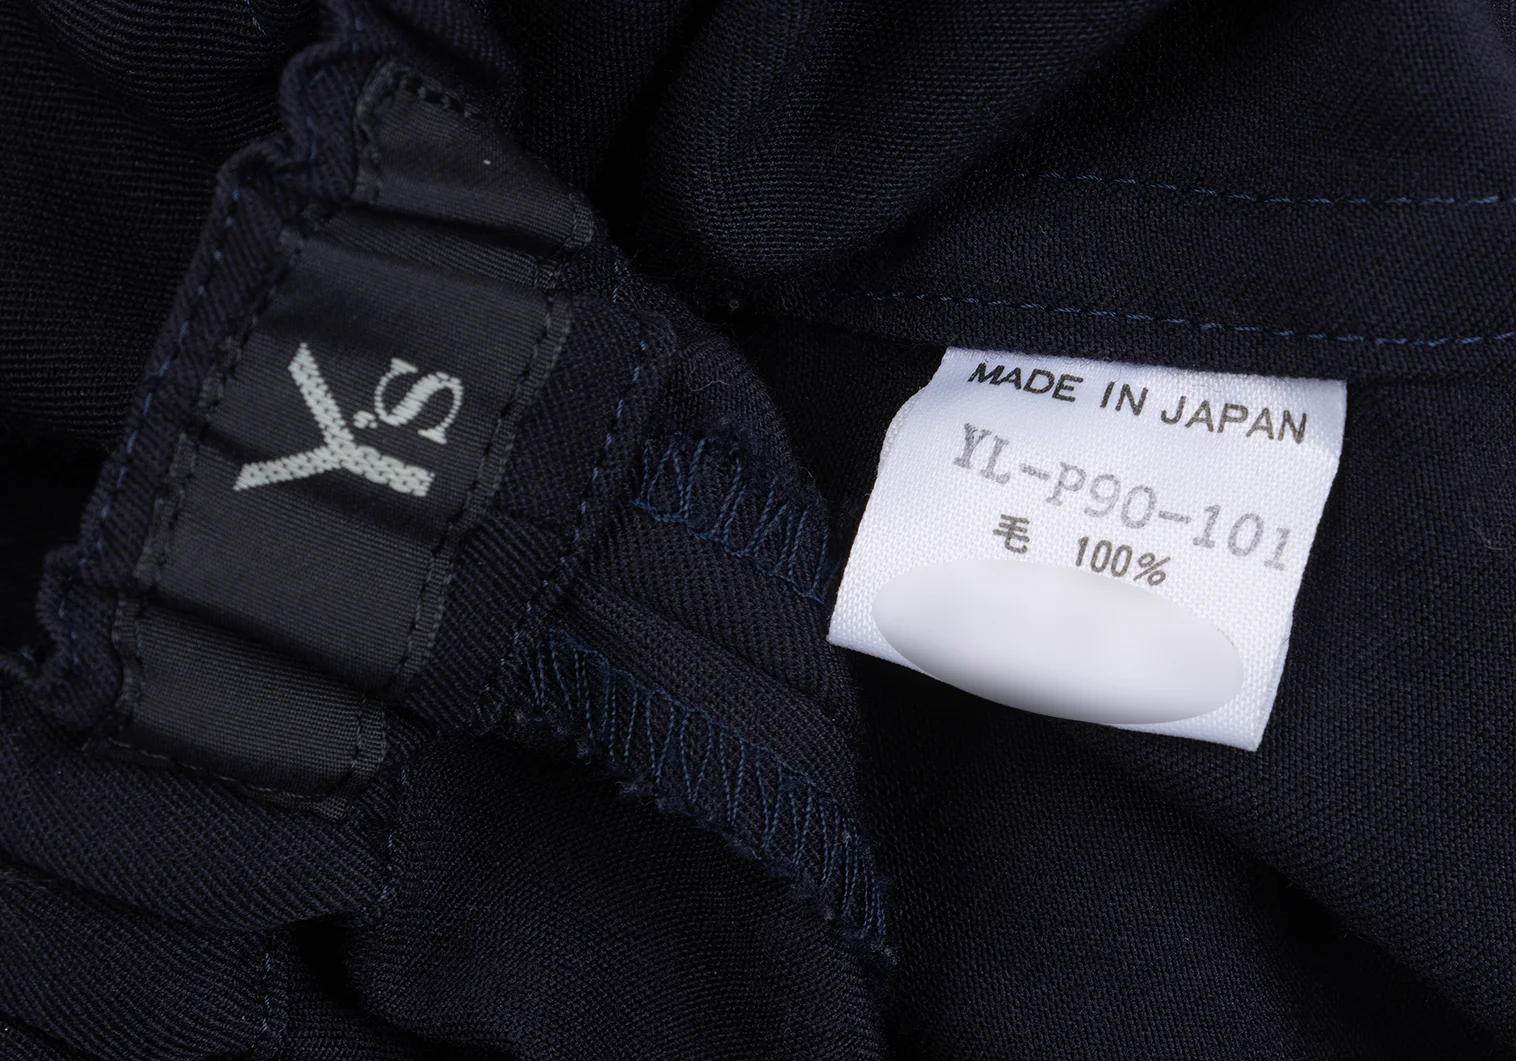 Y's
MADE IN JAPAN
YL-P90-101
毛 100%